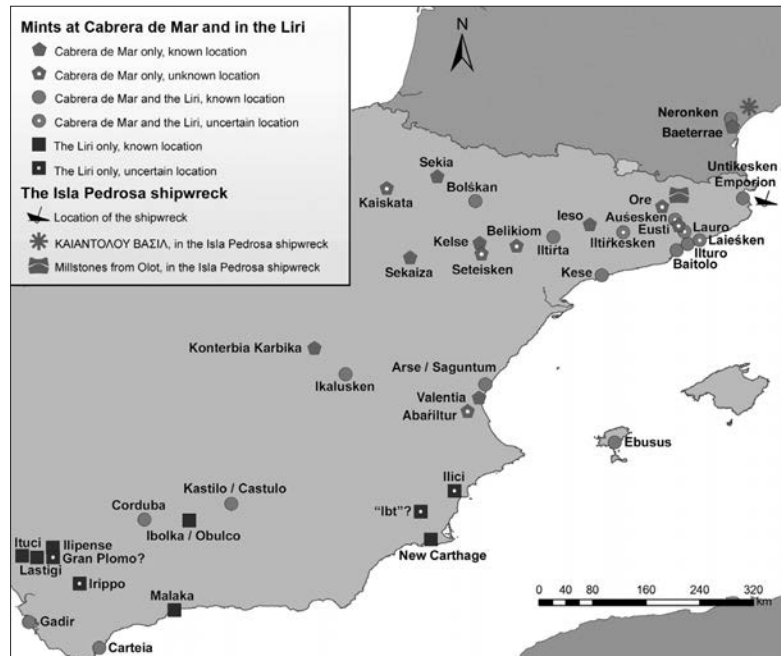 Mints at Cabrera de Mar and in the Liri
Cabrera de Mar only, known location
Cabrera de Mar only, unknown location
Cabrera de Mar and the Liri, known location
Cabrera de Mar and the Liri, uncertain location
The Liri only, known location
The Liri only, uncertain location
The Isla Pedrosa shipwreck
Location of the shipwreck
ΚΑΙΑΝΤΟΛΟΥ ΒΑΣΙΛ, in the Isla Pedrosa shipwreck
Millstones from Olot, in the Isla Pedrosa shipwreck
N
Neronken
Baeterrae
Untikesken /
Emporion
Sekia
Kaiskata
Bolśkan
Ore
Ieso
Auśesken
Eusti
Lauro
Laieśken
Ilturo
Baitolo
Belikiom
Kelse
Iltirta
Iltiŕkesken
Sekaiza
Seteisken
Kese
Konterbia Karbika
Ikalusken
Arse / Saguntum
Valentia
Abaŕiltur
Ebusus
Ilici
Kastilo / Castulo
"Ibt"?
Corduba
Ibolka / Obulco
Ituci
Ilipense
Gran Plomo?
Lastigi
New Carthage
Irippo
Malaka
Gadir
Carteia
0 40 80 160 240 320
km